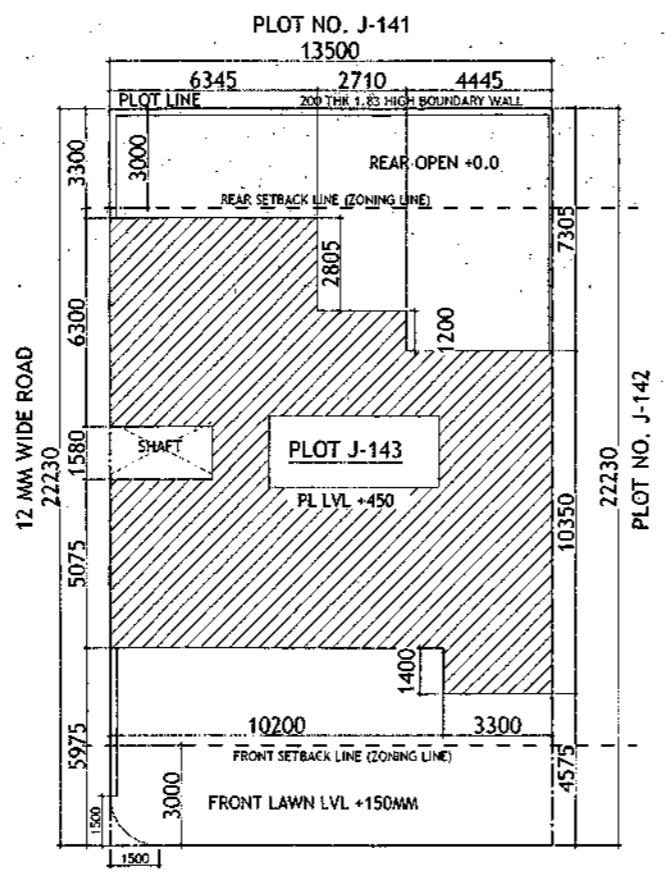 PLOT NO. J-141
13500
6345 2710 4445
PLOT LINE 200 THK 1.83 HIGH BOUNDARY WALL
3300
3000
REAR OPEN +0.0
REAR SETBACK LINE (ZONING LINE)
7305
2805
6300
1200
12 MM WIDE ROAD
22230
1580
SHAFT
PLOT J-143
PL LVL +450
10350
22230
PLOT NO. J-142
5075
1400
10200 3300
5975
FRONT SETBACK LINE (ZONING LINE)
4575
3000
FRONT LAWN LVL +150MM
1500
1500